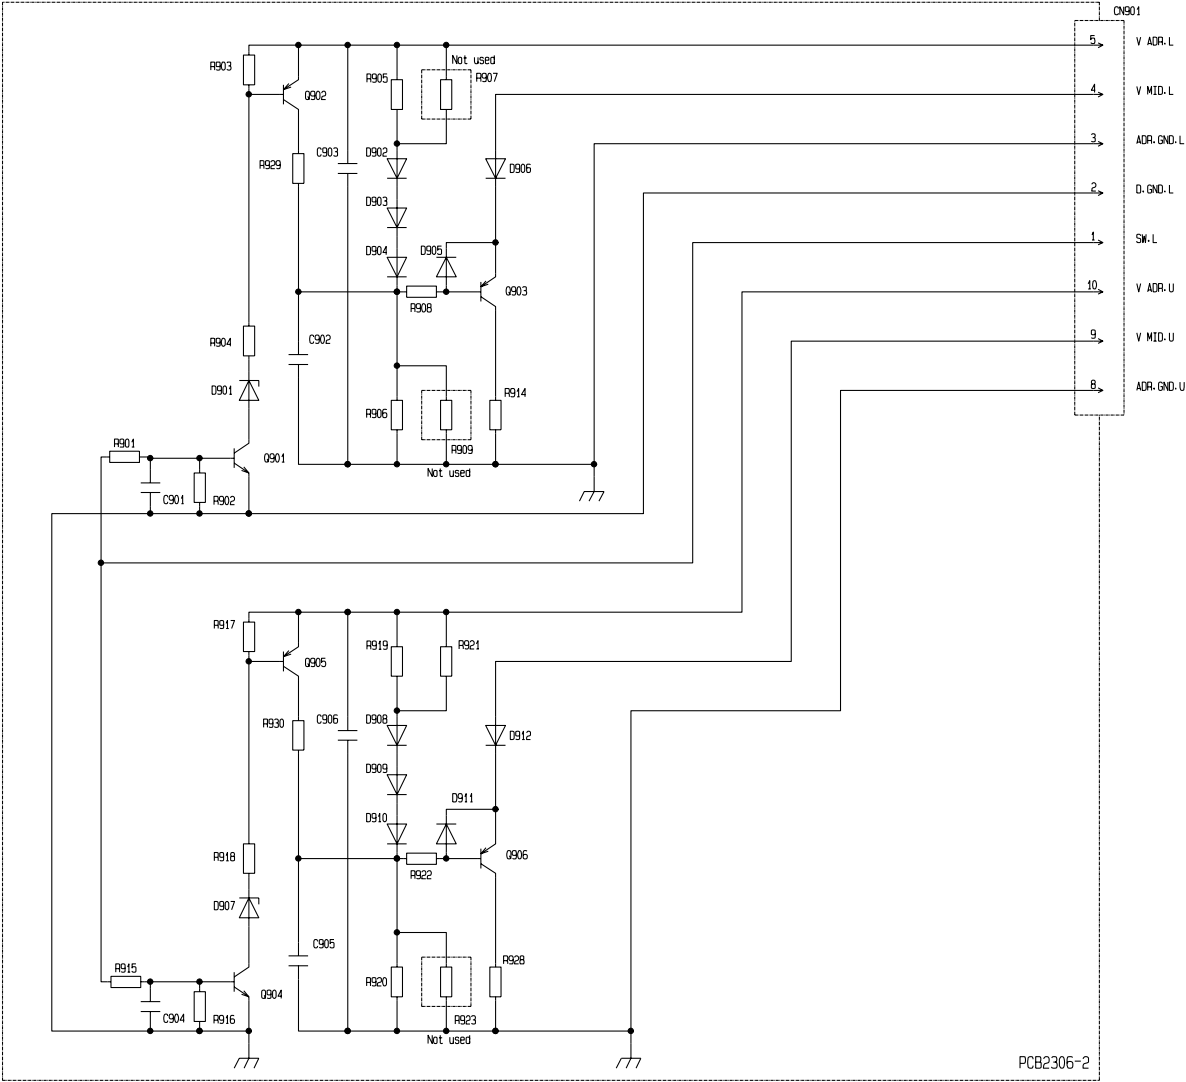 CN901
5 V ADR.L
Not used
R903
R905
R907
Q902
4 V MID.L
3 ADR.GND.L
C903
D902
R929
D906
2 D.GND.L
D903
1 SW.L
D904
D905
10 V ADR.U
Q903
R908
9 V MID.U
R904
C902
8 ADR.GND.U
D901
R914
R906
R901
R909
Q901
Not used
C901
R902
R917
R919
R921
Q905
R930
C906
D908
D912
D909
D911
D910
R918
Q906
R922
D907
C905
R915
R920
R928
Q904
C904
R916
R923
Not used
PCB2306-2